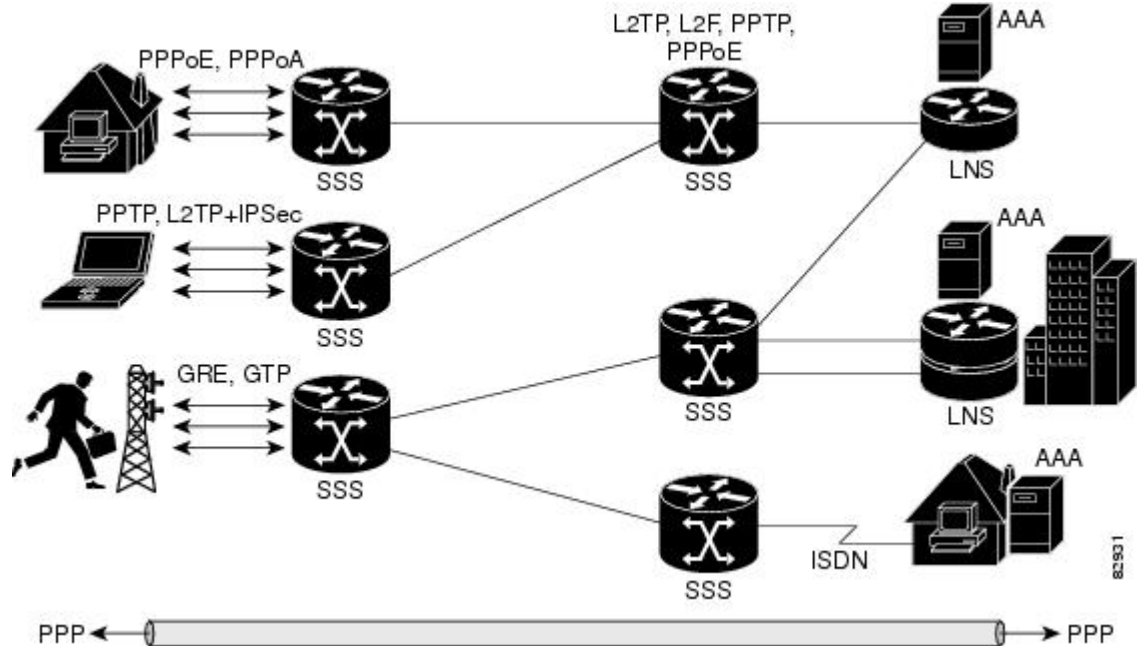 L2TP, L2F, PPTP,
PPPoE
AAA
PPPoE, PPPoA
SSS
SSS
LNS
PPTP, L2TP+IPSec
AAA
SSS
GRE, GTP
SSS
LNS
SSS
AAA
ISDN
SSS
82931
PPP
PPP